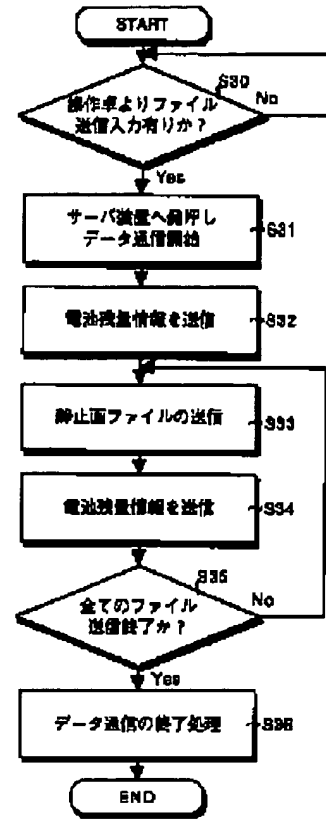 START
S30
操作卓よりファイル
送信入力有りか？
No
Yes
サーバ装置へ発呼し
データ通信開始
S31
電池残量情報を送信
S32
静止画ファイルの送信
S33
電池残量情報を送信
S34
S35
全てのファイル
送信終了か？
No
Yes
データ通信の終了処理
S36
END